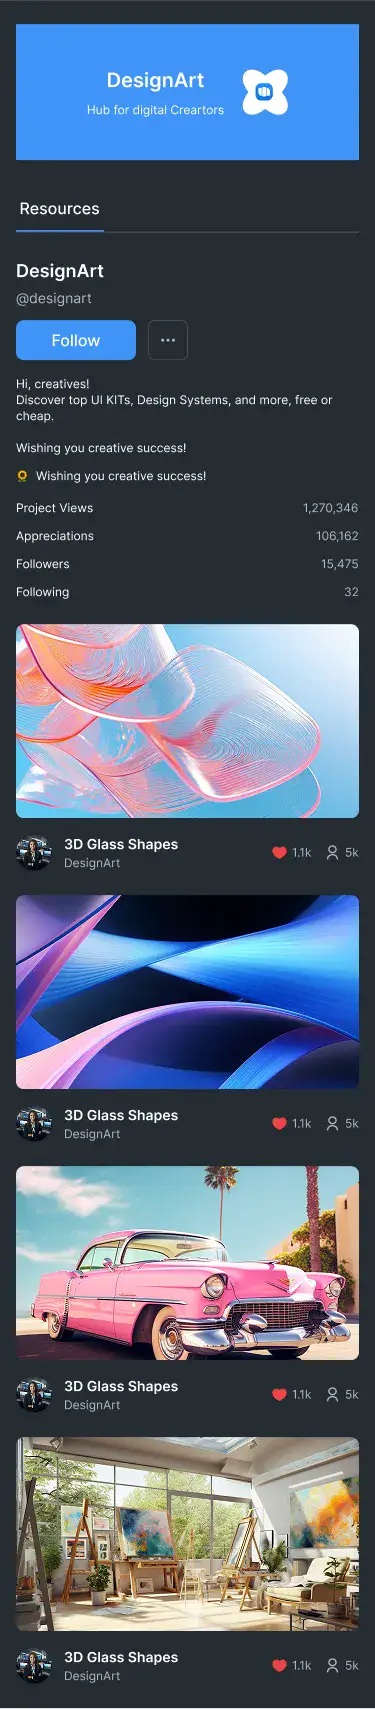 DesignArt
Hub for digital Creartors
Resources
DesignArt
@designart
Follow
Hi, creatives!
Discover top UI KITs, Design Systems, and more, free or
cheap.
Wishing you creative success!
Wishing you creative success!
Project Views 1,270,346
Appreciations 106,162
Followers 15,475
Following 32
3D Glass Shapes
DesignArt
1.1k 5k
3D Glass Shapes
DesignArt
1.1k 5k
3D Glass Shapes
DesignArt
1.1k 5k
3D Glass Shapes
DesignArt
1.1k 5k